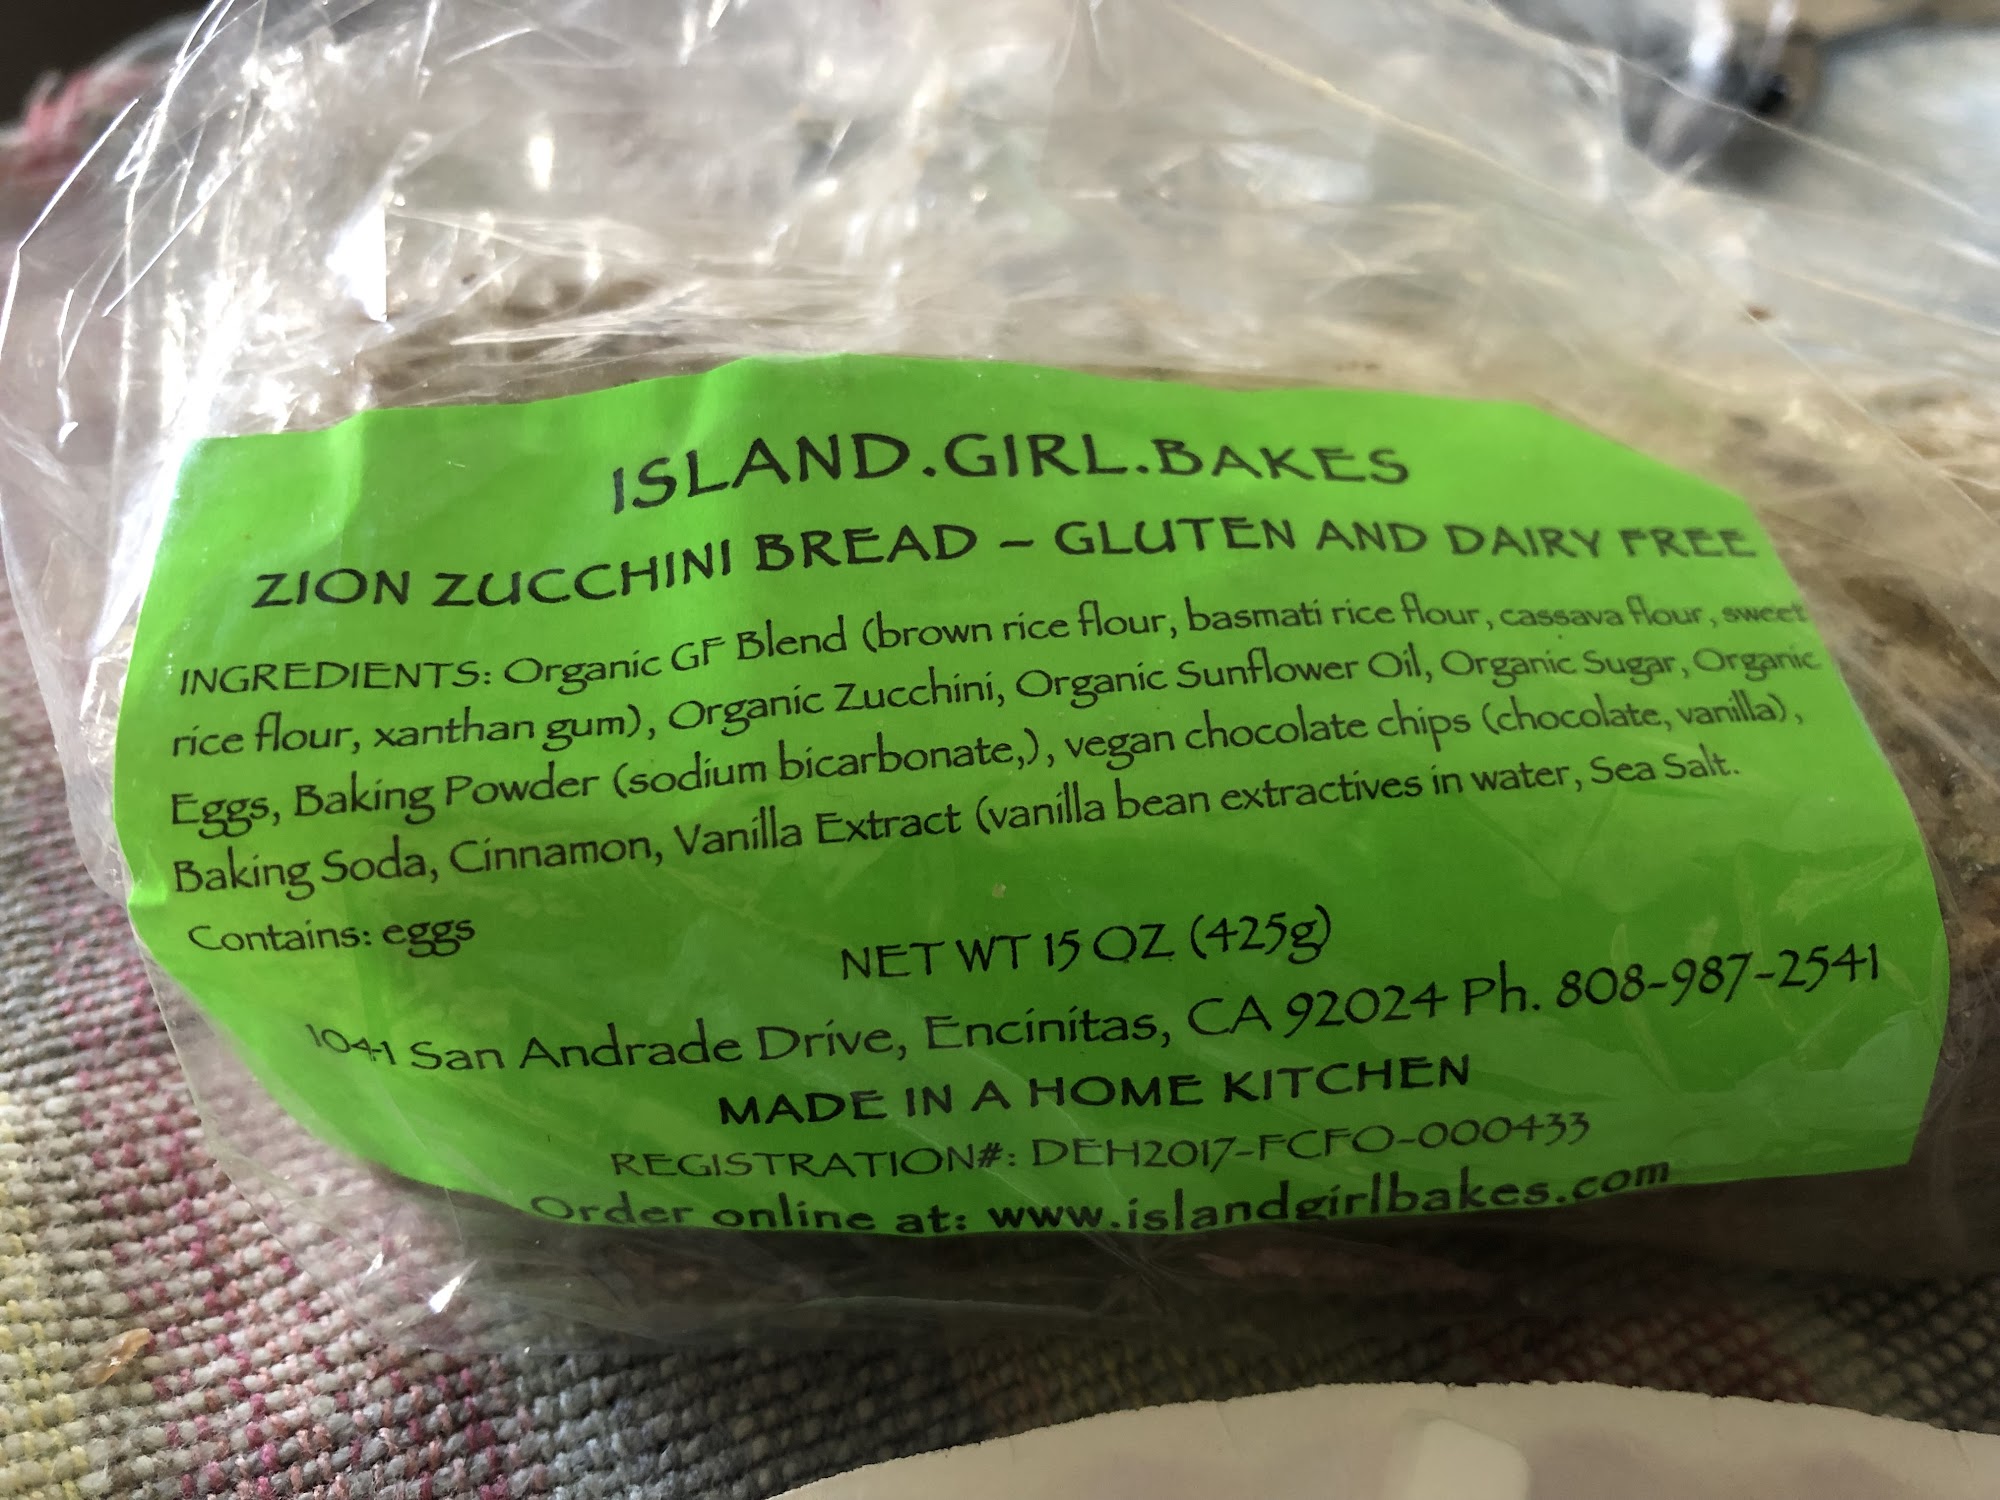 ISLAND.GIRL.BAKES
ZION ZUCCHINI BREAD – GLUTEN AND DAIRY FREE
INGREDIENTS: Organic GF Blend (brown rice flour, basmati rice flour, cassava flour, sweet
rice flour, xanthan gum), Organic Zucchini, Organic Sunflower Oil, Organic Sugar, Organic
Eggs, Baking Powder (sodium bicarbonate,), vegan chocolate chips (chocolate, vanilla),
Baking Soda, Cinnamon, Vanilla Extract (vanilla bean extractives in water, Sea Salt.
Contains: eggs
NET WT 15 OZ (425g)
1041 San Andrade Drive, Encinitas, CA 92024 Ph. 808-987-2541
MADE IN A HOME KITCHEN
REGISTRATION#: DEH2017-FCFO-000433
Order online at: www.islandgirlbakes.com